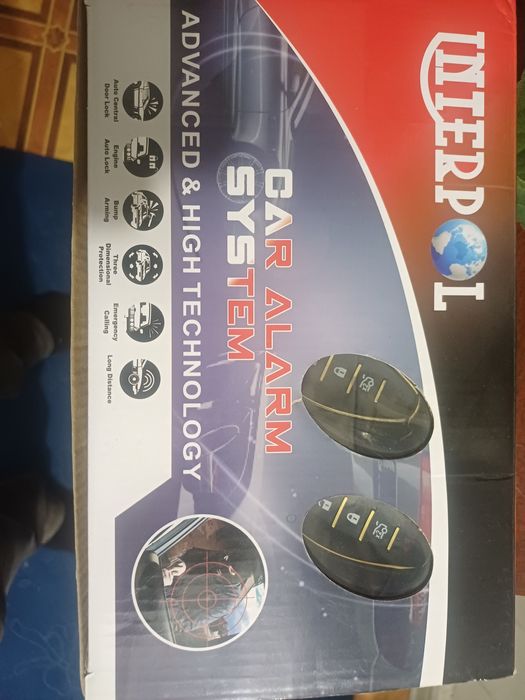 INTERPOL
CAR ALARM
SYSTEM
ADVANCED & HIGH TECHNOLOGY
Auto Central
Door Lock
Engine
Auto Lock
Bump
Arming
Three
Dimensional
Protection
Emergency
Calling
Long Distance